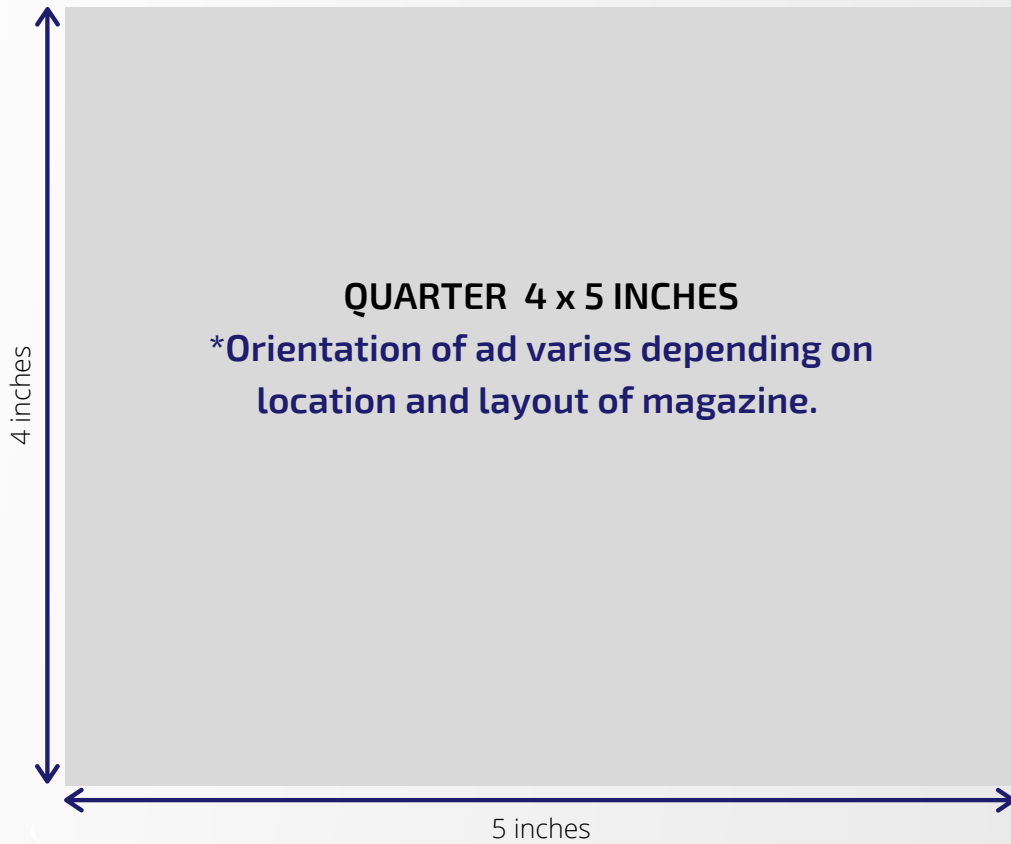 QUARTER  4 x 5 INCHES
*Orientation of ad varies depending on
location and layout of magazine.
4 inches
5 inches